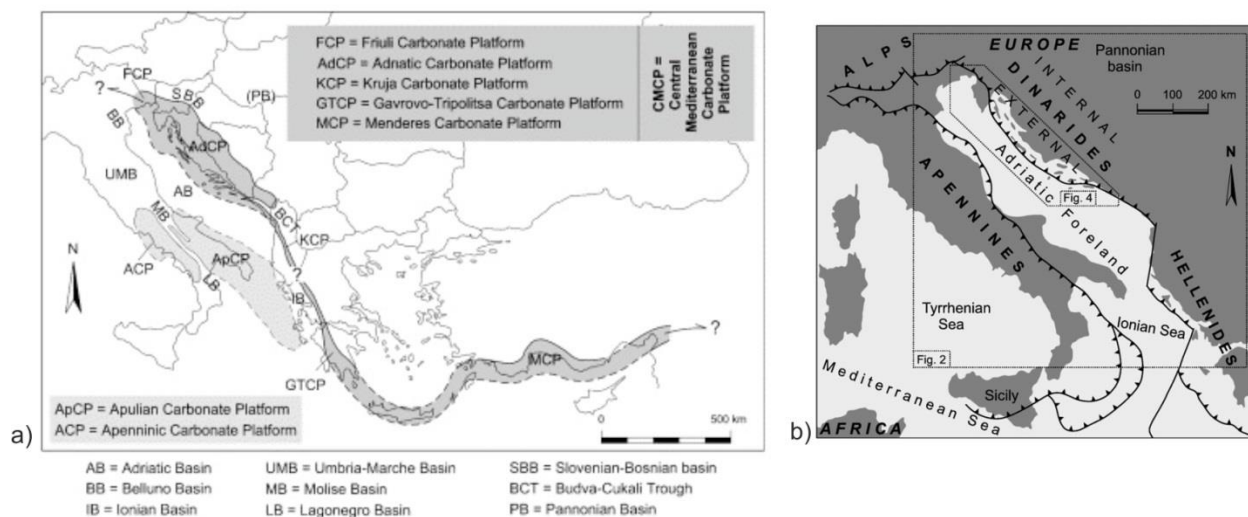 a)
FCP = Friuli Carbonate Platform
AdCP = Adnatic Carbonate Platform
KCP = Kruja Carbonate Platform
GTCP = Gavrovo-Tripolitsa Carbonate Platform
MCP = Menderes Carbonate Platform
CMCP =
Central
Mediterranean
Carbonate
Platform
FCP
?
SBB
(PB)
BB
AdCP
UMB
AB
MB
BCT
KCP
ACP
ApCP
LB
?
IB
N
GTCP
MCP
?
ApCP = Apulian Carbonate Platform
ACP = Apenninic Carbonate Platform
0 500 km
AB = Adriatic Basin
BB = Belluno Basin
IB = Ionian Basin
UMB = Umbria-Marche Basin
MB = Molise Basin
LB = Lagonegro Basin
SBB = Slovenian-Bosnian basin
BCT = Budva-Cukali Trough
PB = Pannonian Basin
b)
ALPS
EUROPE
Pannonian
basin
INTERNAL
DINARIDES
EXTERNAL
0 100 200 km
N
Adriatic Foreland
Fig. 4
APENNINES
HELLENIDES
Tyrrhenian
Sea
Ionian Sea
Fig. 2
Mediterranean Sea
Sicily
AFRICA